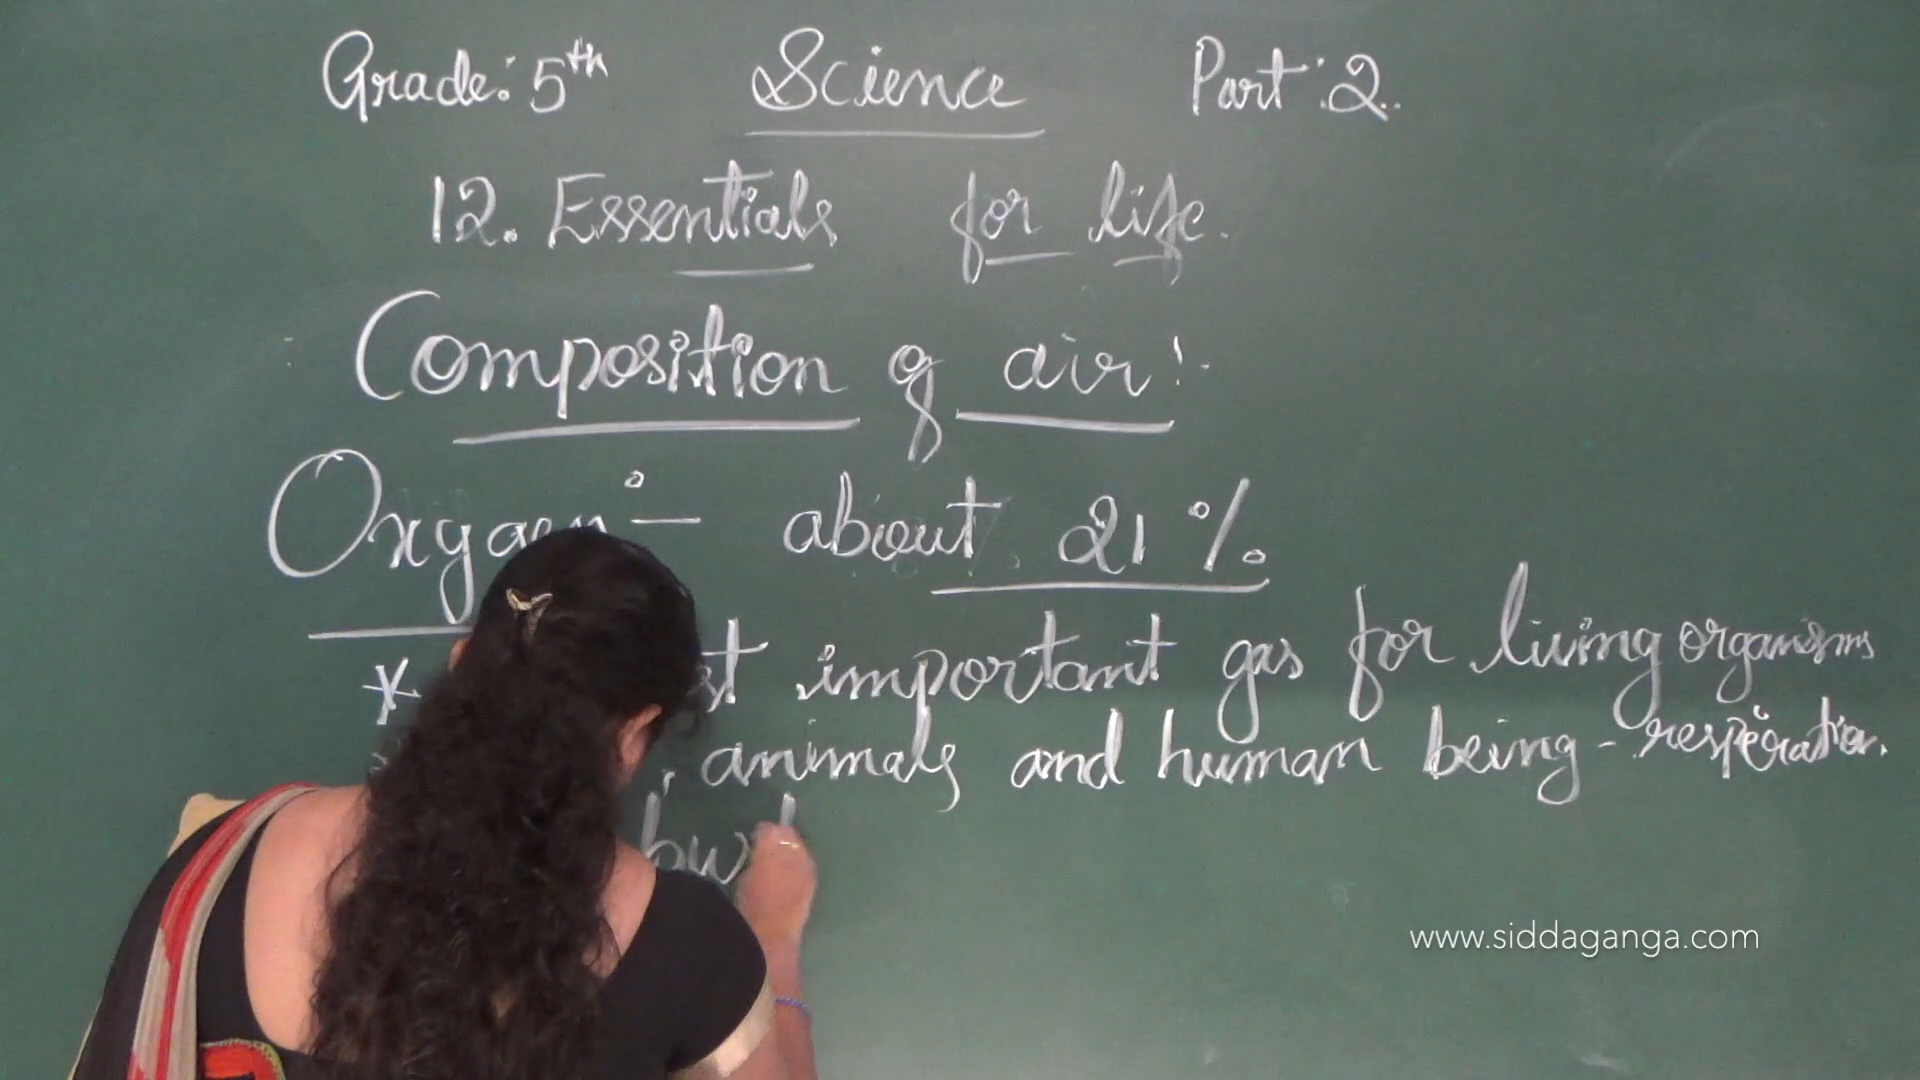 Grade: 5th Science Part: 2.
12. Essentials for life.
Composition of air:-
Oxygen:- about 21 %
* important gas for living organisms
animals and human being - respiration.
www.siddaganga.com